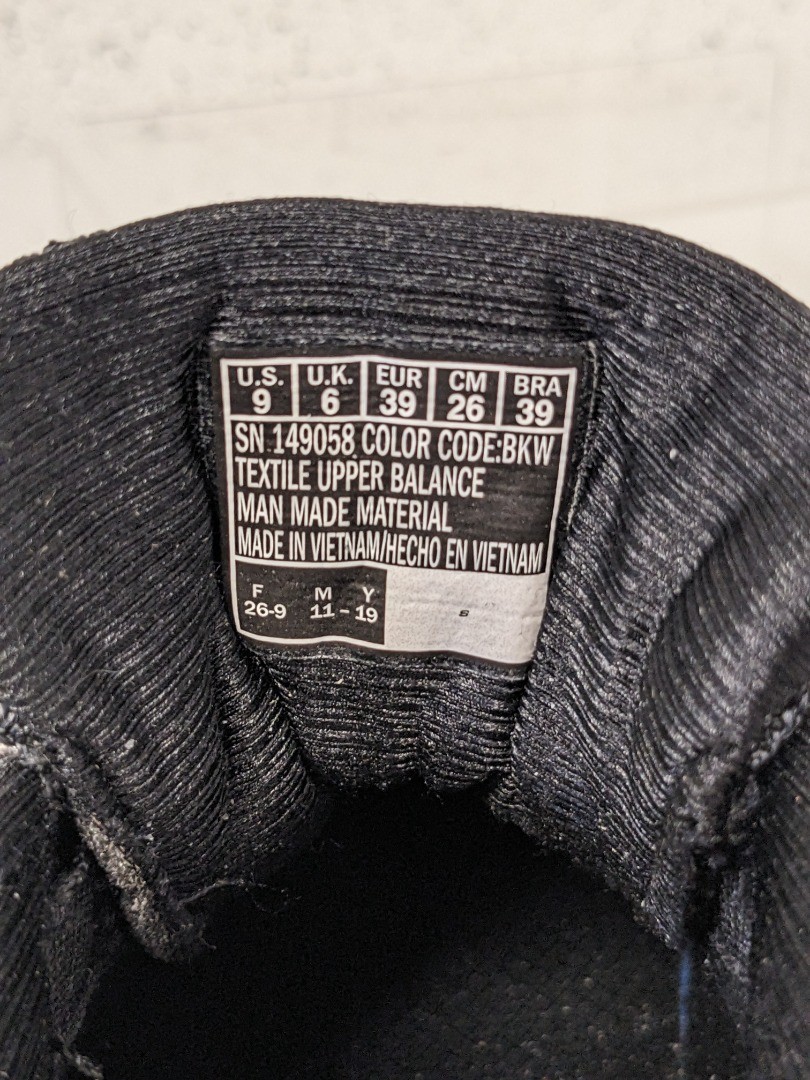 U.S. U.K. EUR CM BRA
9 6 39 26 39
SN 149058 COLOR CODE:BKW
TEXTILE UPPER BALANCE
MAN MADE MATERIAL
MADE IN VIETNAM/HECHO EN VIETNAM
F M Y
26-9 11-19